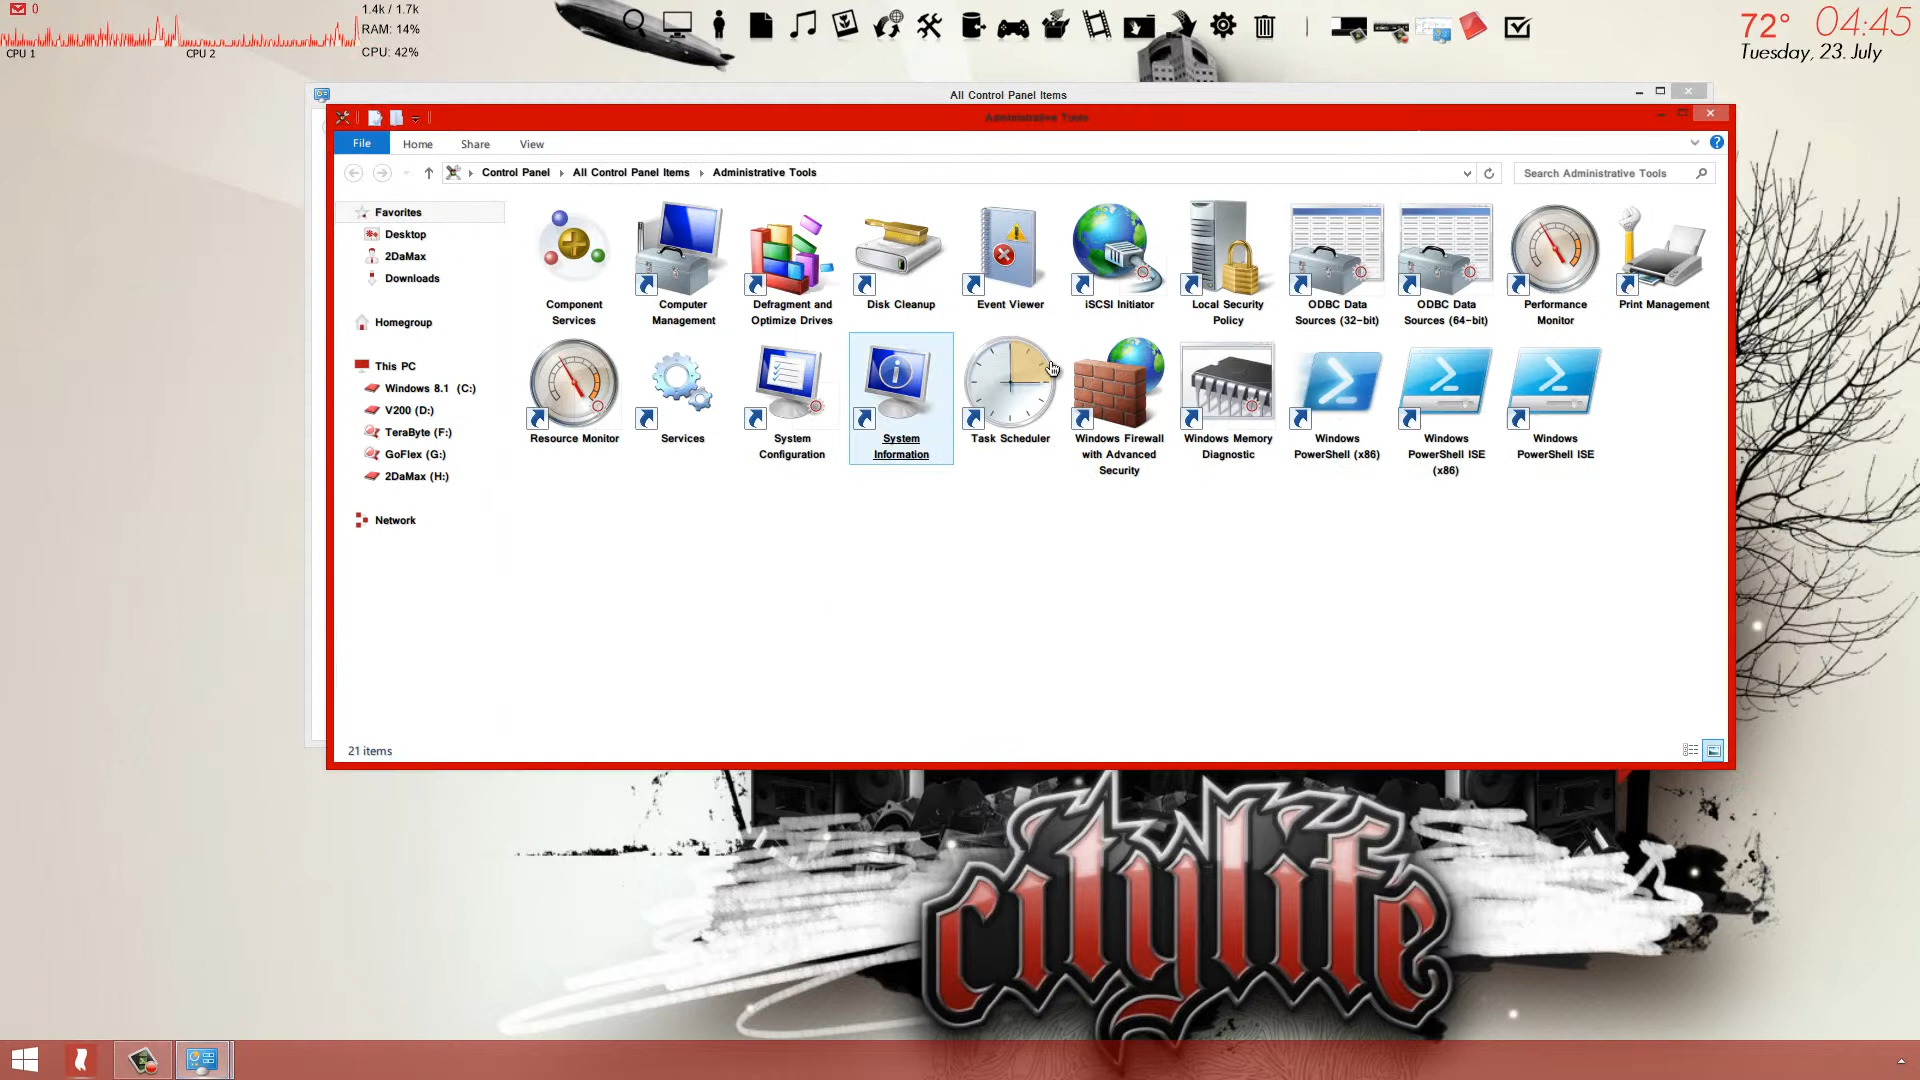 0
1.4k / 1.7k
RAM: 14%
CPU: 42%
CPU 1
CPU 2
72° 04:45
Tuesday, 23. July
All Control Panel Items
Administrative Tools
File Home Share View
Control Panel All Control Panel Items Administrative Tools
Search Administrative Tools
Favorites
Desktop
2DaMax
Downloads
Homegroup
This PC
Windows 8.1 (C:)
V200 (D:)
TeraByte (F:)
GoFlex (G:)
2DaMax (H:)
Network
Component
Services
Computer
Management
Defragment and
Optimize Drives
Disk Cleanup
Event Viewer
iSCSI Initiator
Local Security
Policy
ODBC Data
Sources (32-bit)
ODBC Data
Sources (64-bit)
Performance
Monitor
Print Management
Resource Monitor
Services
System
Configuration
System
Information
Task Scheduler
Windows Firewall
with Advanced
Security
Windows Memory
Diagnostic
Windows
PowerShell (x86)
Windows
PowerShell ISE
(x86)
Windows
PowerShell ISE
21 items
citylife